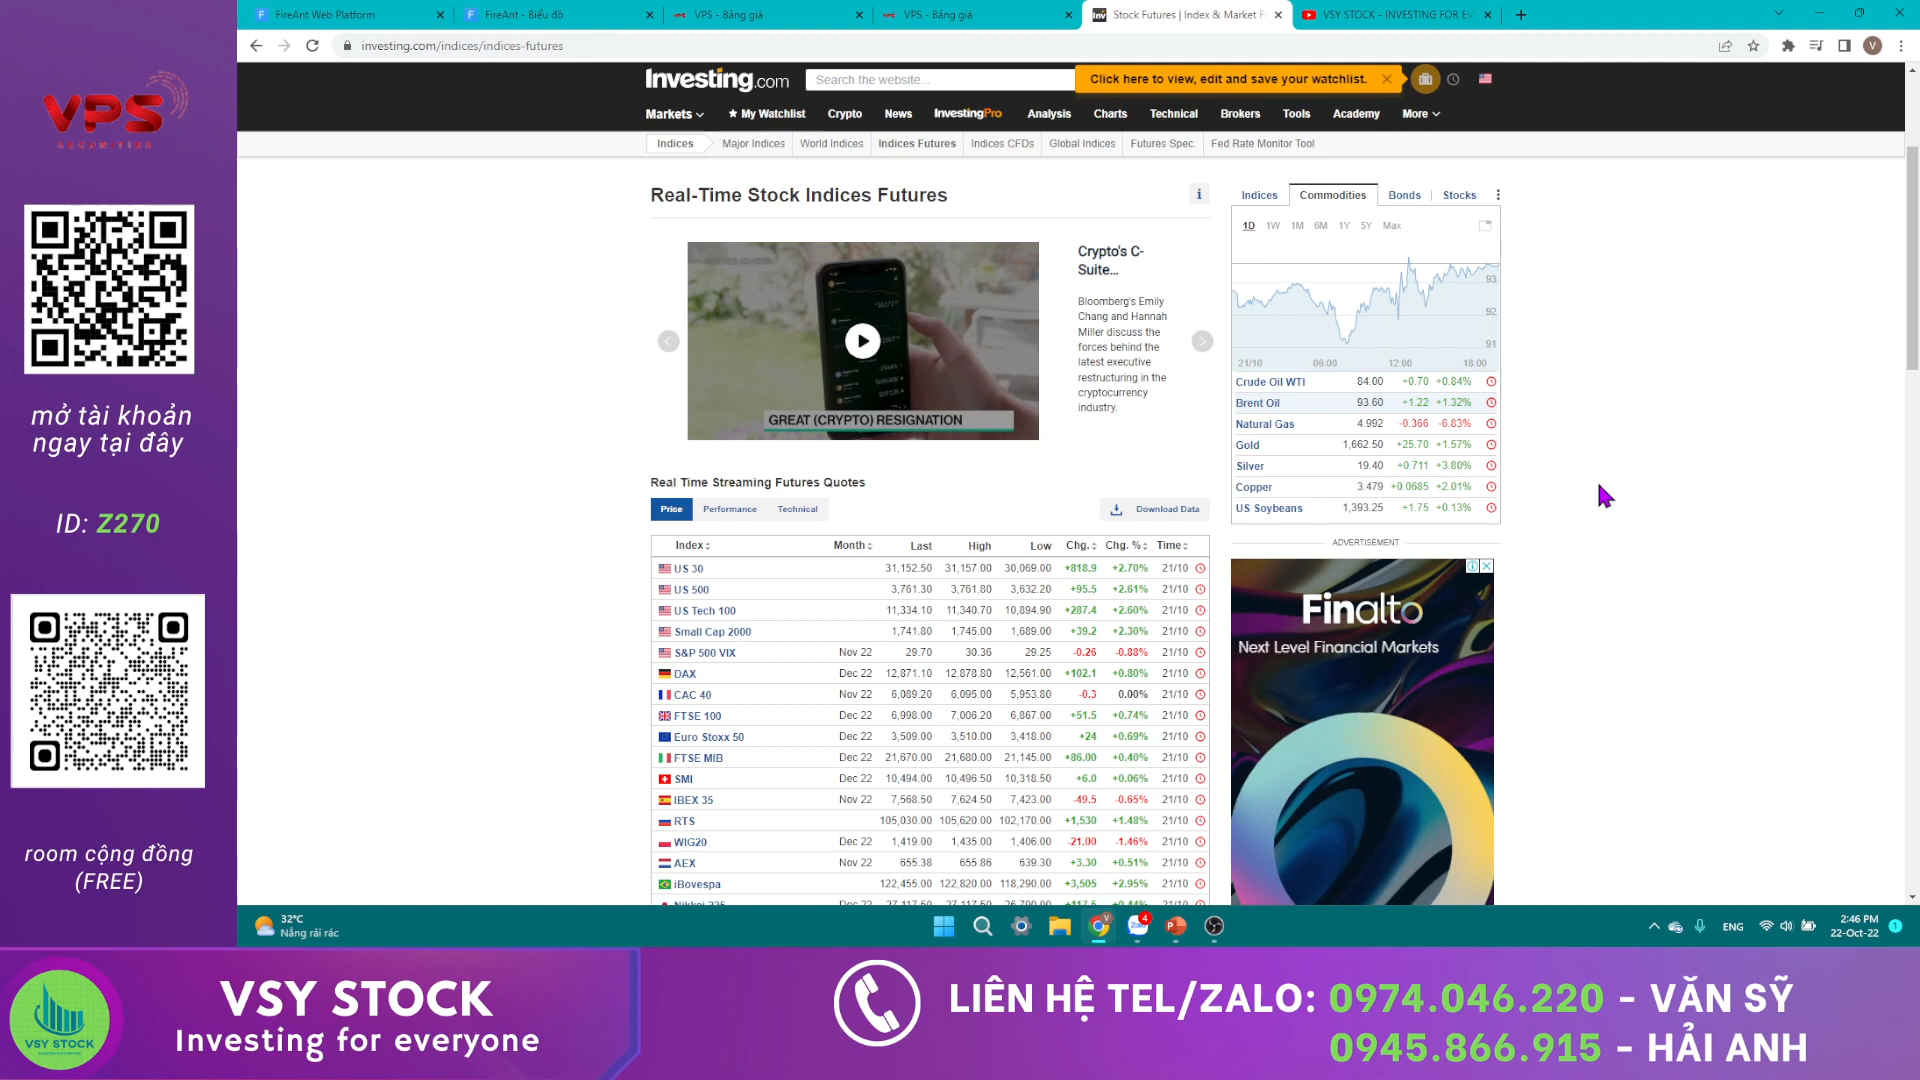 FireAnt Web Platform
FireAnt - Biểu đồ
VPS - Bảng giá
VPS - Bảng giá
Stock Futures | Index & Market F
VSY STOCK - INVESTING FOR EV
investing.com/indices/indices-futures
V
Investing.com
Search the website...
Click here to view, edit and save your watchlist.
Markets
My Watchlist
Crypto
News
InvestingPro
Analysis
Charts
Technical
Brokers
Tools
Academy
More
Indices
Major Indices
World Indices
Indices Futures
Indices CFDs
Global Indices
Futures Spec.
Fed Rate Monitor Tool
VPS
SECURITIES
mở tài khoản
ngay tại đây
ID: Z270
room cộng đồng
(FREE)
Real-Time Stock Indices Futures
i
GREAT (CRYPTO) RESIGNATION
Crypto's C-
Suite...
Bloomberg's Emily
Chang and Hannah
Miller discuss the
forces behind the
latest executive
restructuring in the
cryptocurrency
industry.
Real Time Streaming Futures Quotes
Price Performance Technical
Download Data
Index Month Last High Low Chg. Chg. % Time
US 30 31,152.50 31,157.00 30,069.00 +818.9 +2.70% 21/10
US 500 3,761.30 3,761.80 3,632.20 +95.5 +2.61% 21/10
US Tech 100 11,334.10 11,340.70 10,894.90 +287.4 +2.60% 21/10
Small Cap 2000 1,741.80 1,745.00 1,689.00 +39.2 +2.30% 21/10
S&P 500 VIX Nov 22 29.70 30.36 29.25 -0.26 -0.88% 21/10
DAX Dec 22 12,871.10 12,878.80 12,561.00 +102.1 +0.80% 21/10
CAC 40 Nov 22 6,089.20 6,095.00 5,953.80 -0.3 0.00% 21/10
FTSE 100 Dec 22 6,998.00 7,006.20 6,867.00 +51.5 +0.74% 21/10
Euro Stoxx 50 Dec 22 3,509.00 3,510.00 3,418.00 +24 +0.69% 21/10
FTSE MIB Dec 22 21,670.00 21,680.00 21,145.00 +86.00 +0.40% 21/10
SMI Dec 22 10,494.00 10,496.50 10,318.50 +6.0 +0.06% 21/10
IBEX 35 Nov 22 7,568.50 7,624.50 7,423.00 -49.5 -0.65% 21/10
RTS 105,030.00 105,620.00 102,170.00 +1,530 +1.48% 21/10
WIG20 Dec 22 1,419.00 1,435.00 1,406.00 -21.00 -1.46% 21/10
AEX Nov 22 655.38 655.86 639.30 +3.30 +0.51% 21/10
iBovespa 122,455.00 122,820.00 118,290.00 +3,505 +2.95% 21/10
Indices Commodities Bonds Stocks
1D 1W 1M 6M 1Y 5Y Max
93
92
91
21/10 06:00 12:00 18:00
Crude Oil WTI 84.00 +0.70 +0.84%
Brent Oil 93.60 +1.22 +1.32%
Natural Gas 4.992 -0.366 -6.83%
Gold 1,662.50 +25.70 +1.57%
Silver 19.40 +0.711 +3.80%
Copper 3.479 +0.0685 +2.01%
US Soybeans 1,393.25 +1.75 +0.13%
ADVERTISEMENT
Finalto
Next Level Financial Markets
32°C
Nắng rải rác
4
ENG
2:46 PM
22-Oct-22
1
VSY STOCK
VSY STOCK
Investing for everyone
LIÊN HỆ TEL/ZALO: 0974.046.220 - VĂN SỸ
0945.866.915 - HẢI ANH